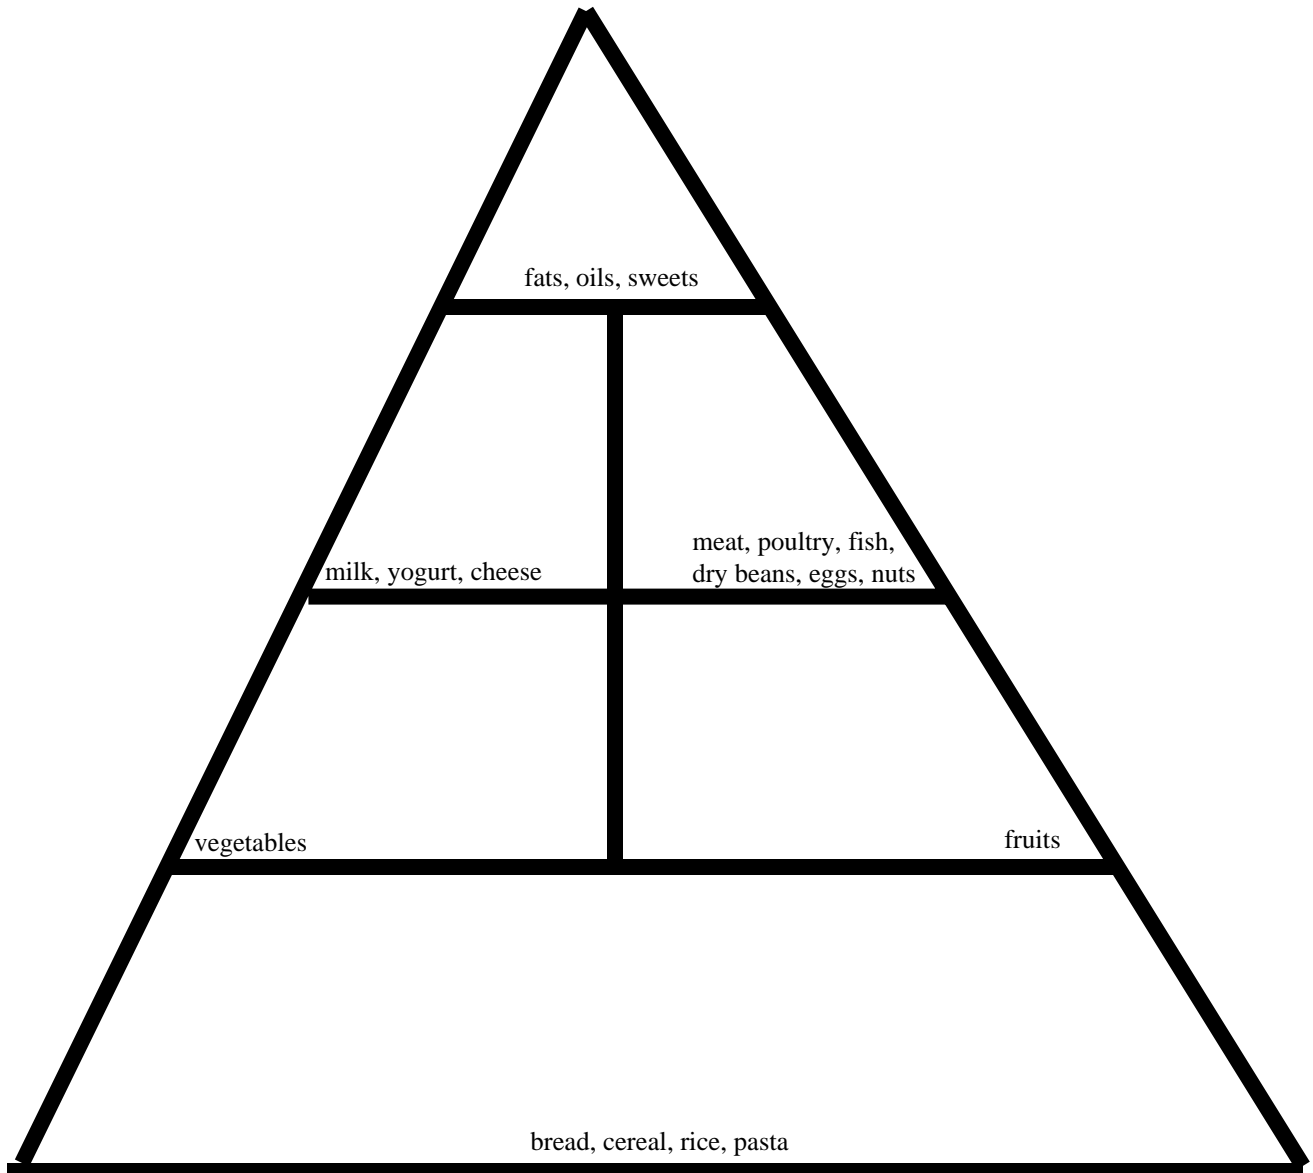 fats, oils, sweets
milk, yogurt, cheese
meat, poultry, fish,
dry beans, eggs, nuts
vegetables
fruits
bread, cereal, rice, pasta